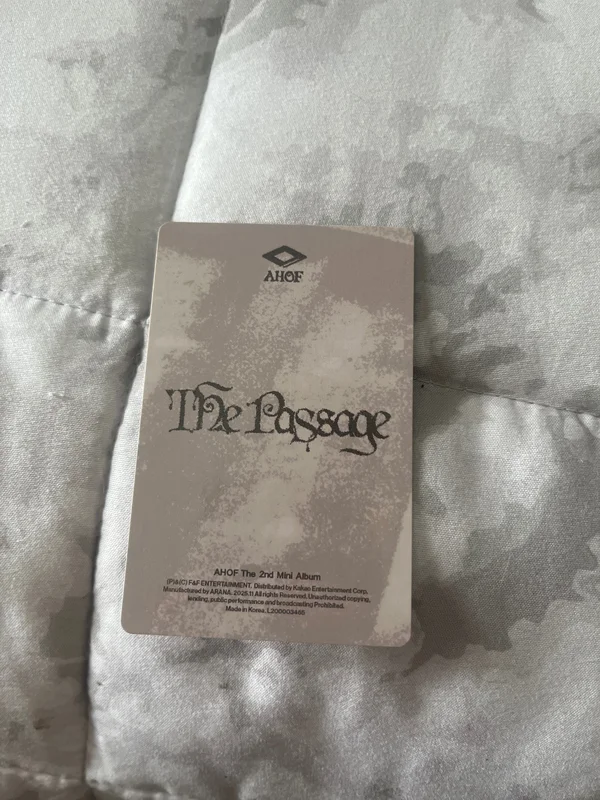 AHOF
The Passage
AHOF The 2nd Mini Album
(P)&(C) F&F ENTERTAINMENT. Distributed by Kakao Entertainment Corp.
Manufactured by ARANA. 2025.11 All rights Reserved. Unauthorized copying,
lending, public performance and broadcasting Prohibited.
Made in Korea. L200003465